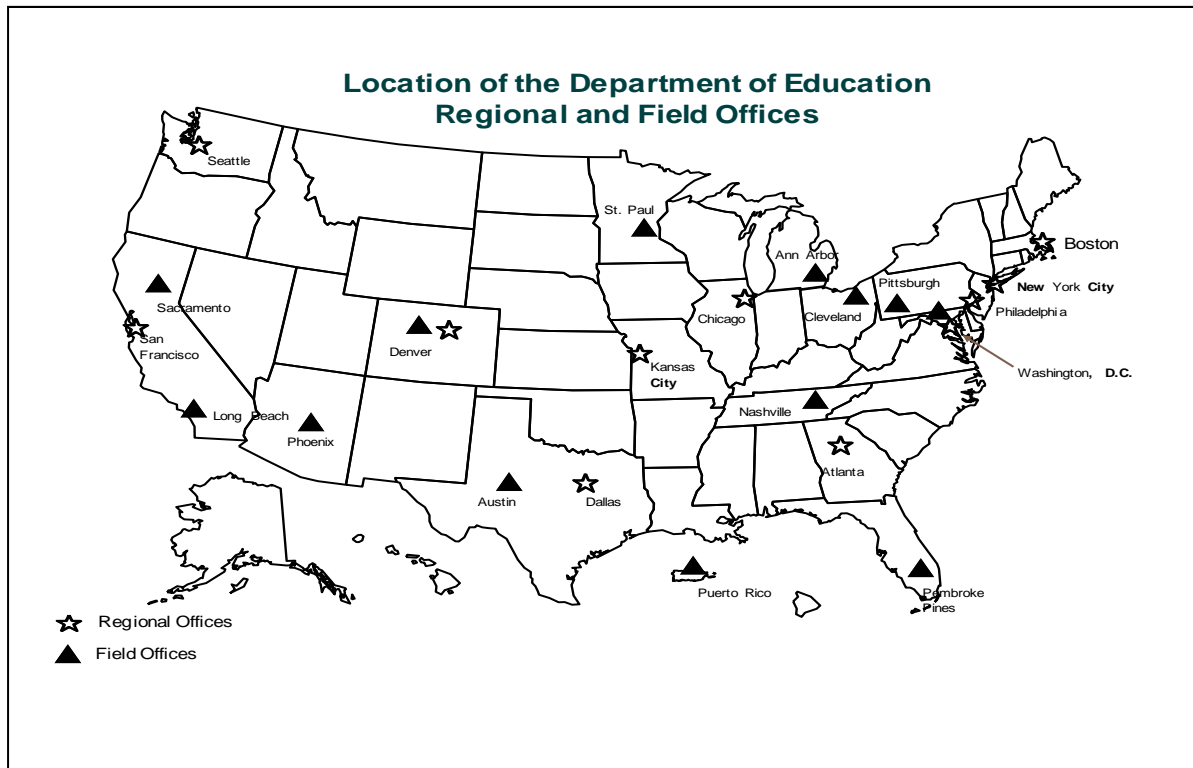 Location of the Department of Education
Regional and Field Offices
Seattle
St. Paul
Boston
Ann Arbor
Pittsburgh
New York City
Sacramento
Philadelphia
Chicago
Cleveland
San
Francisco
Denver
Kansas
City
Washington, D.C.
Long Beach
Nashville
Phoenix
Atlanta
Austin
Dallas
Puerto Rico
Pembroke
Pines
Regional Offices
Field Offices